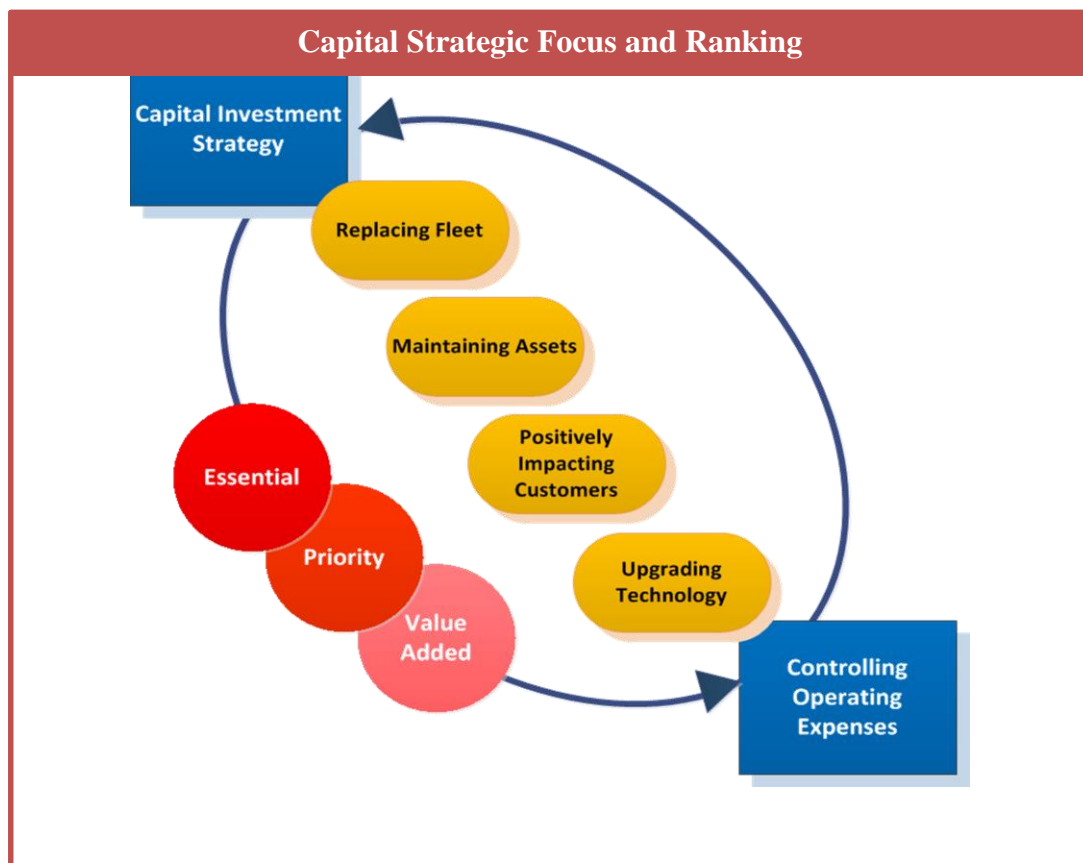 Capital Strategic Focus and Ranking
Capital Investment
Strategy
Replacing Fleet
Maintaining Assets
Positively
Impacting
Customers
Upgrading
Technology
Essential
Priority
Value
Added
Controlling
Operating
Expenses